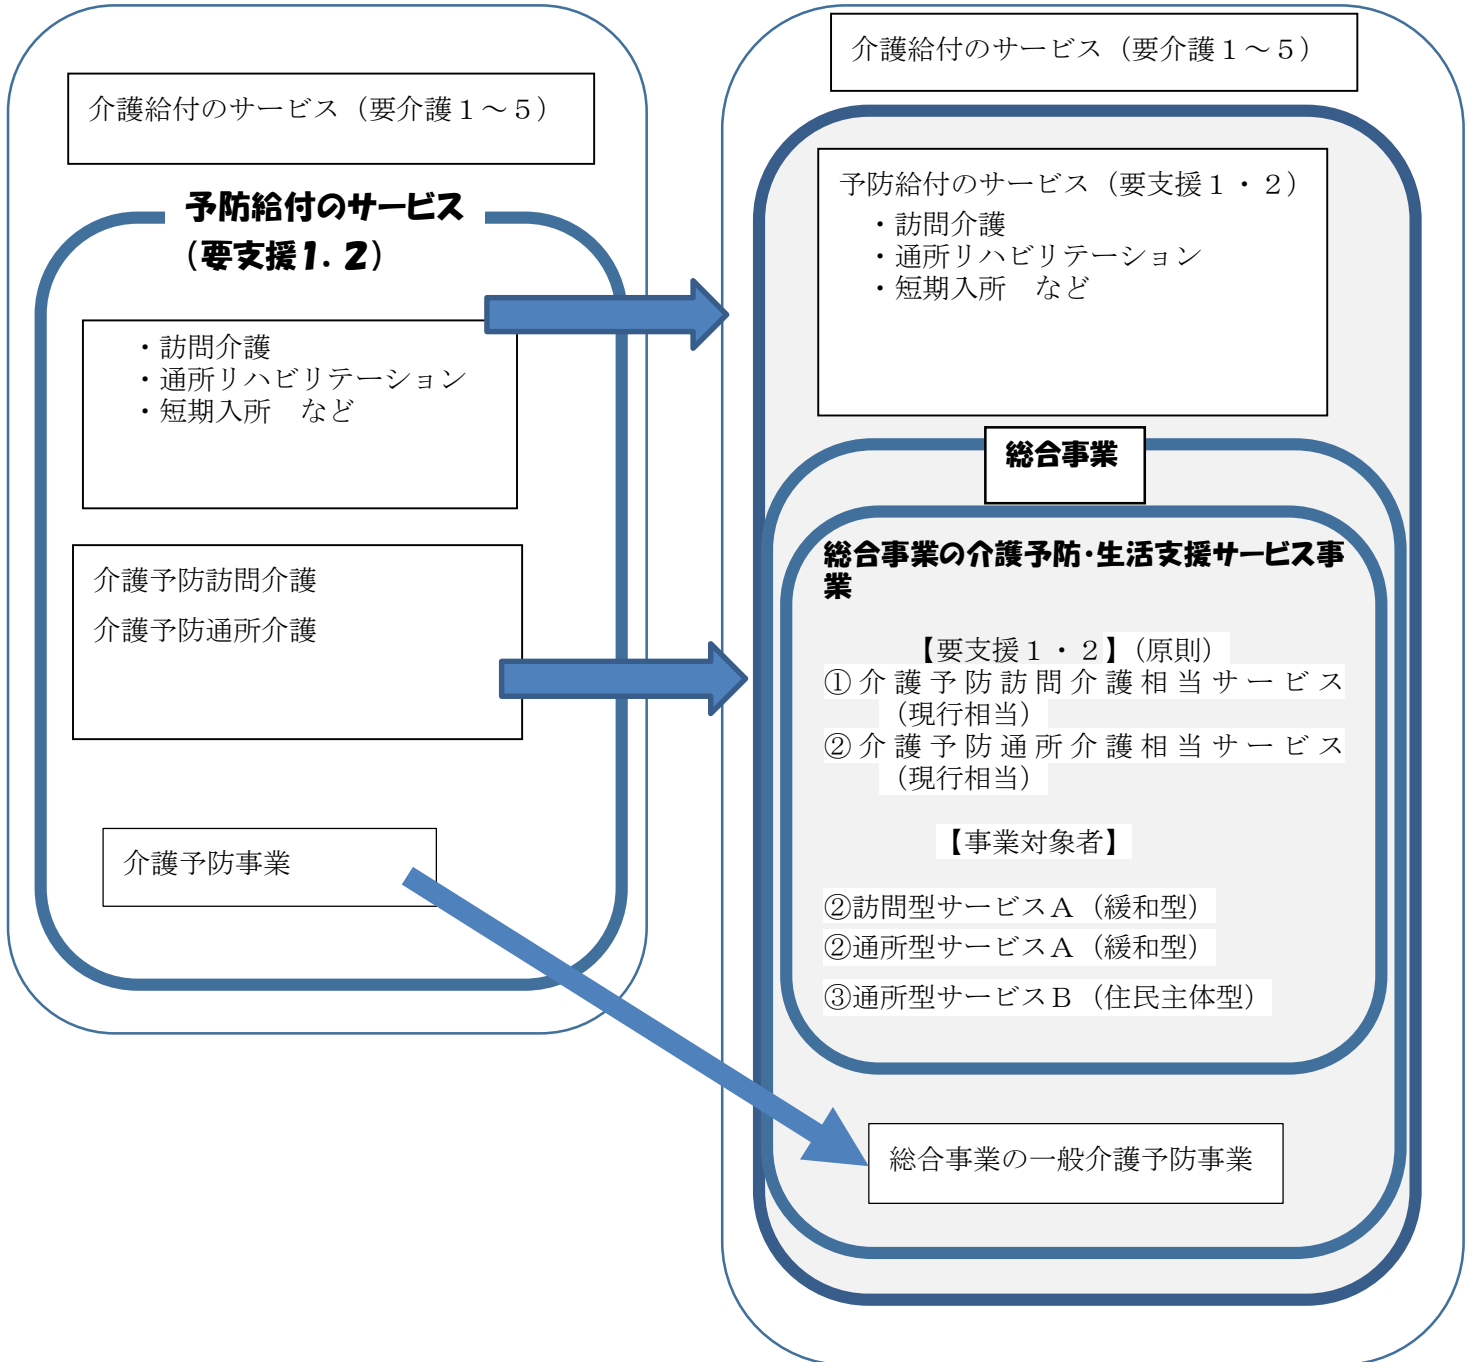 介護給付のサービス（要介護１～５）
予防給付のサービス
（要支援1．2）
・訪問介護
・通所リハビリテーション
・短期入所　など
介護予防訪問介護
介護予防通所介護
介護予防事業
介護給付のサービス（要介護１～５）
予防給付のサービス（要支援１・２）
・訪問介護
・通所リハビリテーション
・短期入所　など
総合事業
総合事業の介護予防・生活支援サービス事
業
【要支援１・２】（原則）
①介護予防訪問介護相当サービス
（現行相当）
②介護予防通所介護相当サービス
（現行相当）
【事業対象者】
②訪問型サービスＡ（緩和型）
②通所型サービスＡ（緩和型）
③通所型サービスＢ（住民主体型）
総合事業の一般介護予防事業